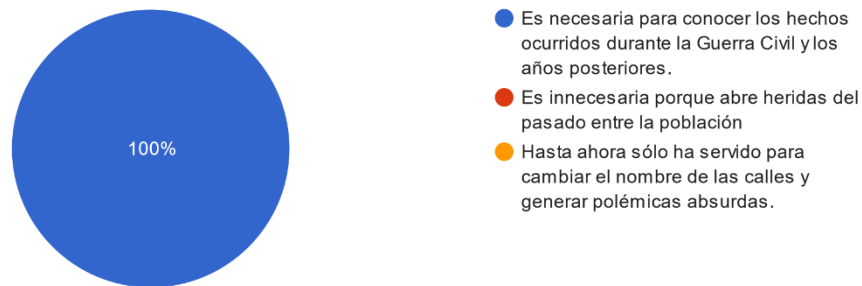 100%
Es necesaria para conocer los hechos
ocurridos durante la Guerra Civil y los
años posteriores.
Es innecesaria porque abre heridas del
pasado entre la población
Hasta ahora sólo ha servido para
cambiar el nombre de las calles y
generar polémicas absurdas.